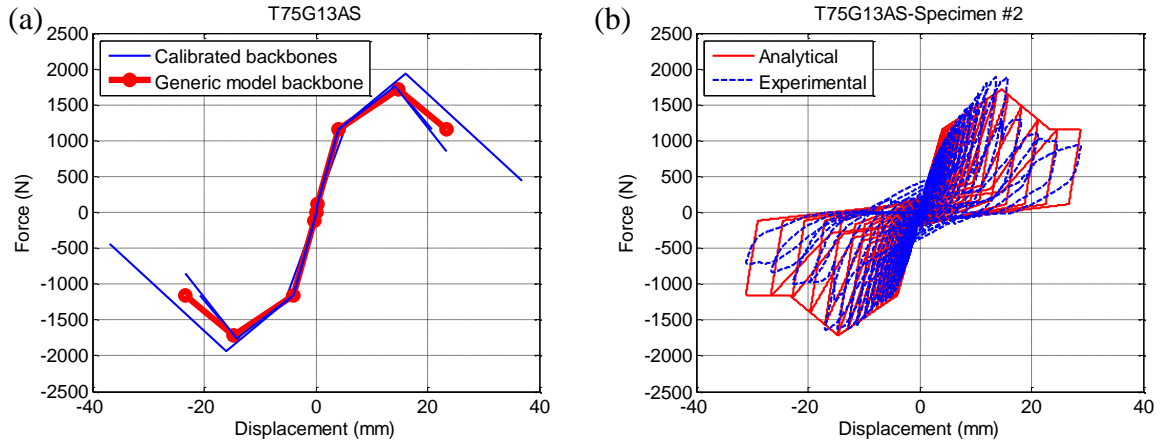 (a)
T75G13AS
Calibrated backbones
Generic model backbone
2500
2000
1500
1000
500
0
-500
-1000
-1500
-2000
-2500
-40
-20
0
20
40
Force (N)
Displacement (mm)
(b)
T75G13AS-Specimen #2
Analytical
Experimental
2500
2000
1500
1000
500
0
-500
-1000
-1500
-2000
-2500
-40
-20
0
20
40
Force (N)
Displacement (mm)